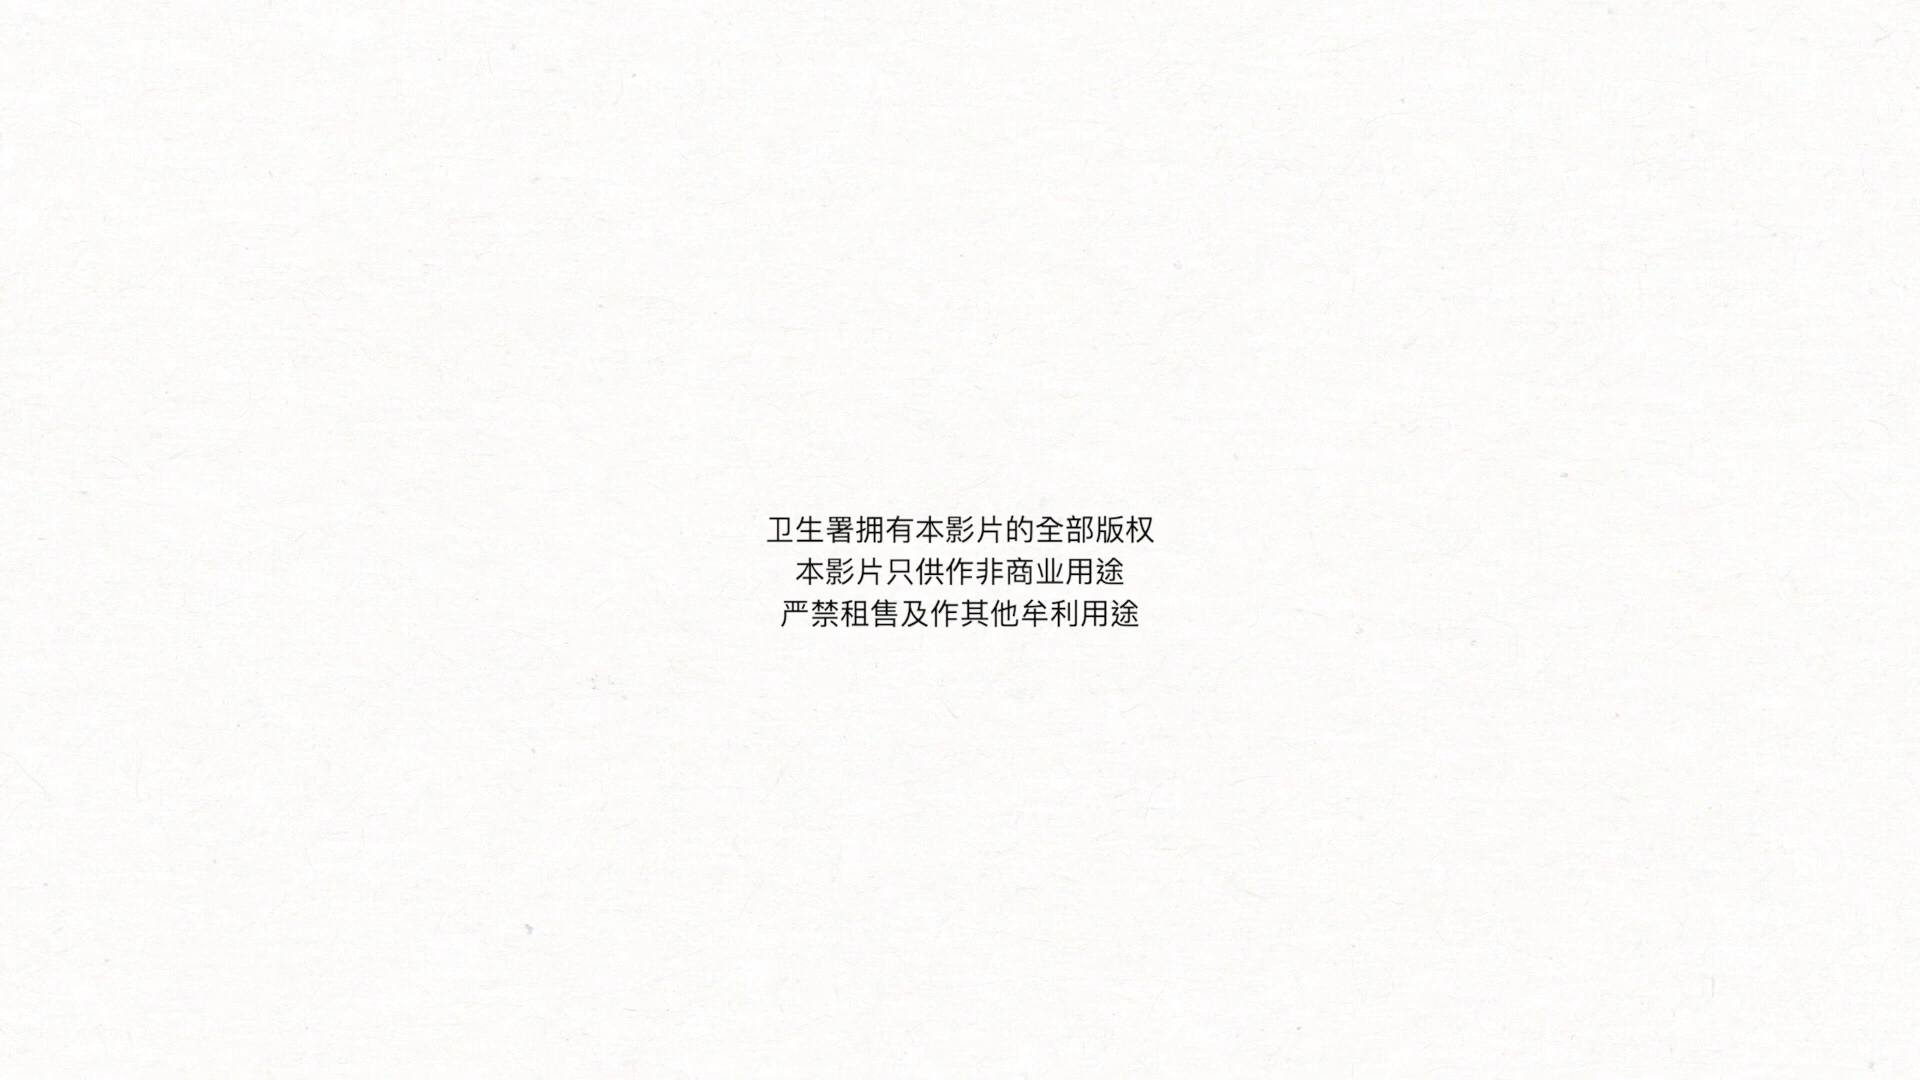 卫生署拥有本影片的全部版权
本影片只供作非商业用途
严禁租售及作其他牟利用途